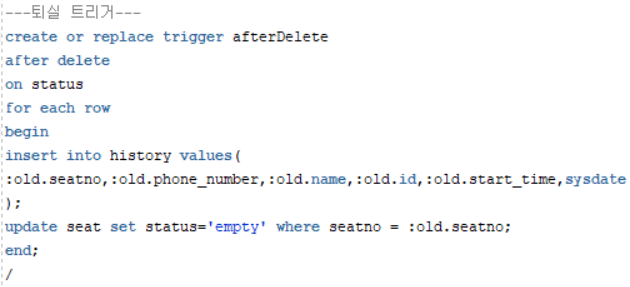 ---퇴실 트리거---
create or replace trigger afterDelete
after delete
on status
for each row
begin
insert into history values(
:old.seatno,:old.phone_number,:old.name,:old.id,:old.start_time,sysdate
);
update seat set status='empty' where seatno = :old.seatno;
end;
/